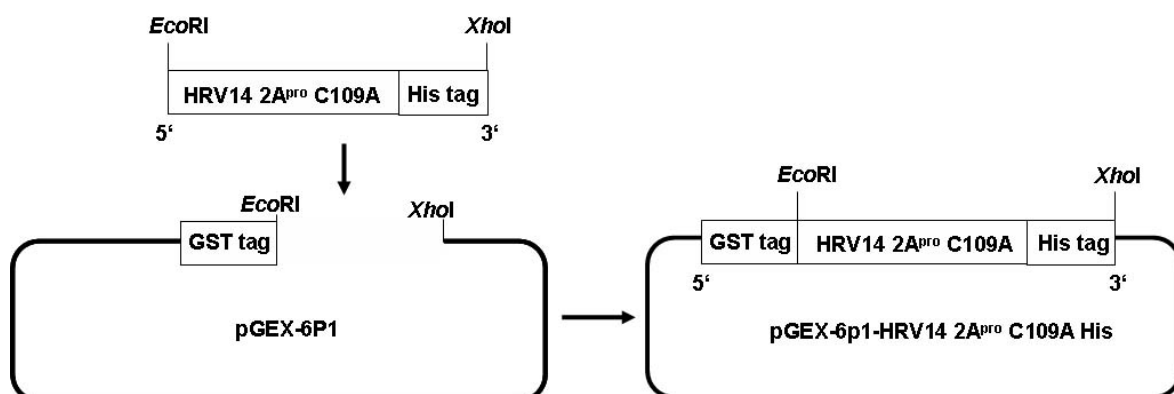 EcoRI XhoI
HRV14 2Apro C109A His tag
5‘ 3‘
EcoRI XhoI
GST tag
pGEX-6P1
EcoRI XhoI
GST tag HRV14 2Apro C109A His tag
5‘ 3‘
pGEX-6p1-HRV14 2Apro C109A His